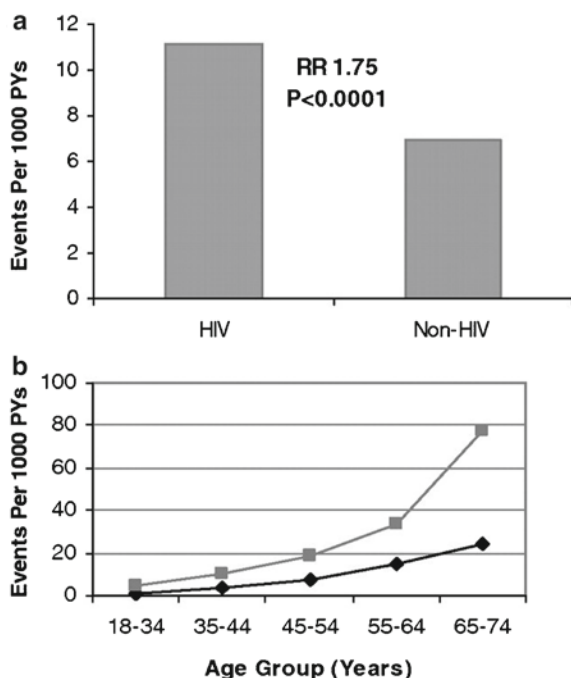 a
Events Per 1000 PYs
12
10
8
6
4
2
0
RR 1.75
P<0.0001
HIV
Non-HIV
b
Events Per 1000 PYs
100
80
60
40
20
0
18-34
35-44
45-54
55-64
65-74
Age Group (Years)